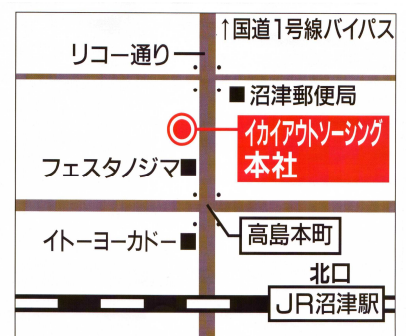 ↑国道1号線バイパス
リコー通り
沼津郵便局
イカイアウトソーシング
本社
フェスタノジマ
高島本町
イトーヨーカドー
北口
JR沼津駅